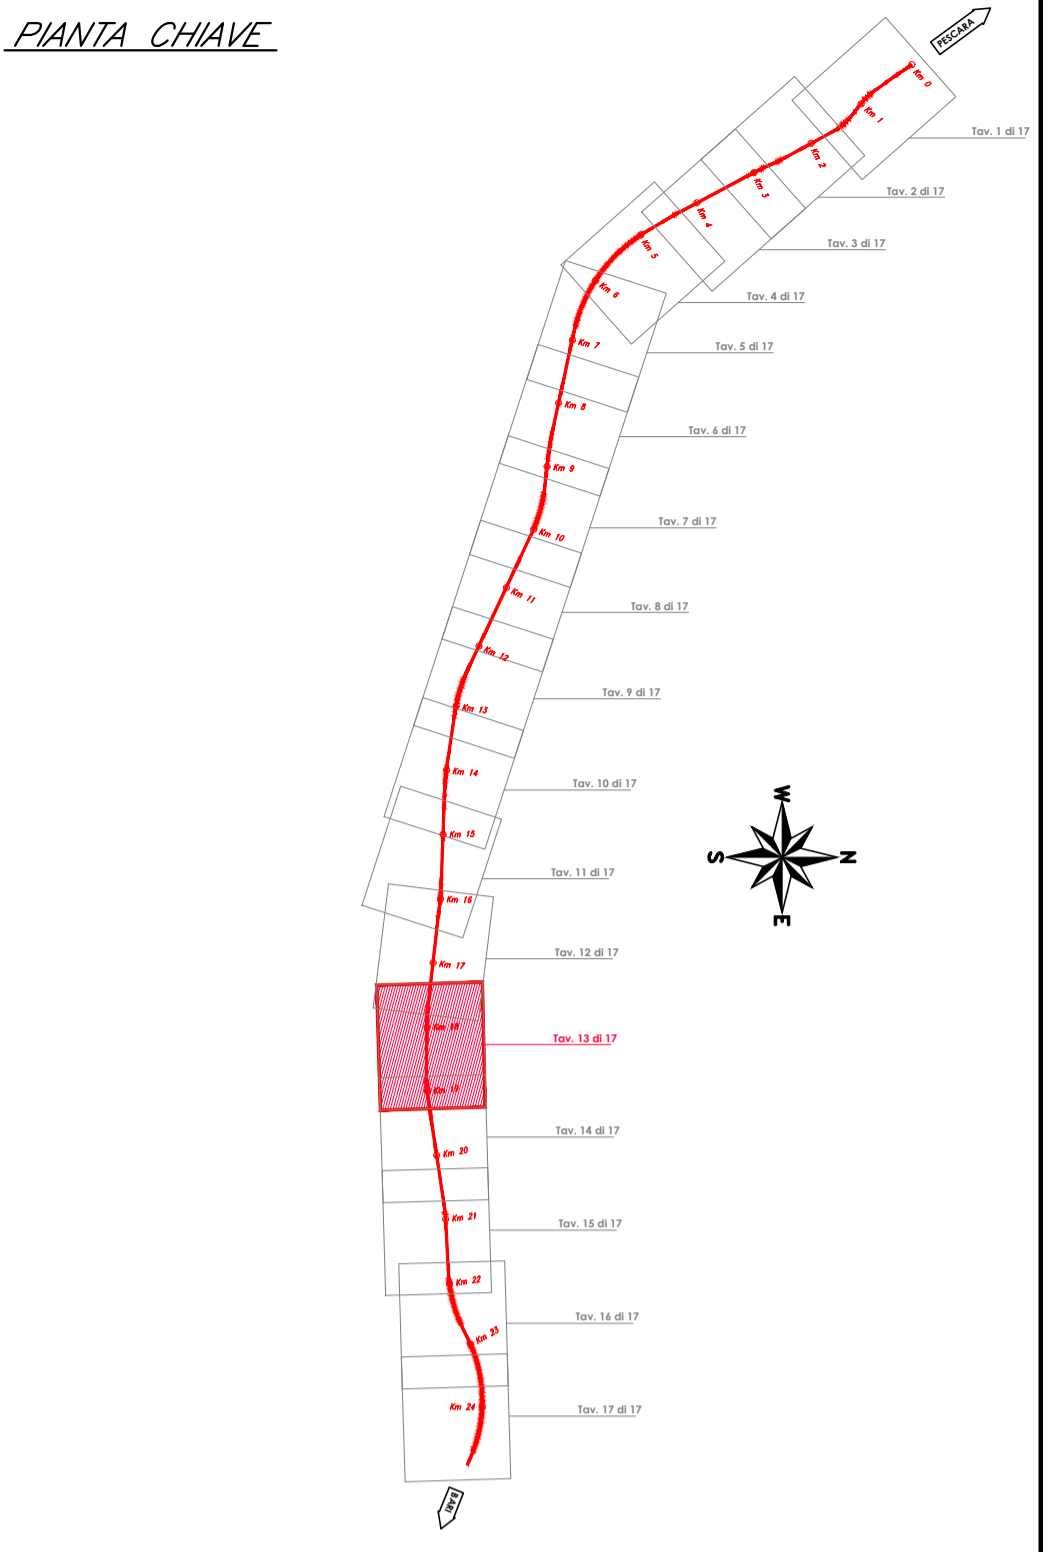 PIANTA CHIAVE
PESCARA
Km 0
Km 1
Tav. 1 di 17
Km 2
Tav. 2 di 17
Km 3
Km 4
Tav. 3 di 17
Km 5
Km 6
Tav. 4 di 17
Km 7
Tav. 5 di 17
Km 8
Tav. 6 di 17
Km 9
Tav. 7 di 17
Km 10
Km 11
Tav. 8 di 17
Km 12
Tav. 9 di 17
Km 13
Km 14
Tav. 10 di 17
W
Km 15
S
N
Tav. 11 di 17
Km 16
E
Tav. 12 di 17
Km 17
Km 18
Tav. 13 di 17
Km 19
Tav. 14 di 17
Km 20
Km 21
Tav. 15 di 17
Km 22
Tav. 16 di 17
Km 23
Km 24
Tav. 17 di 17
BARI